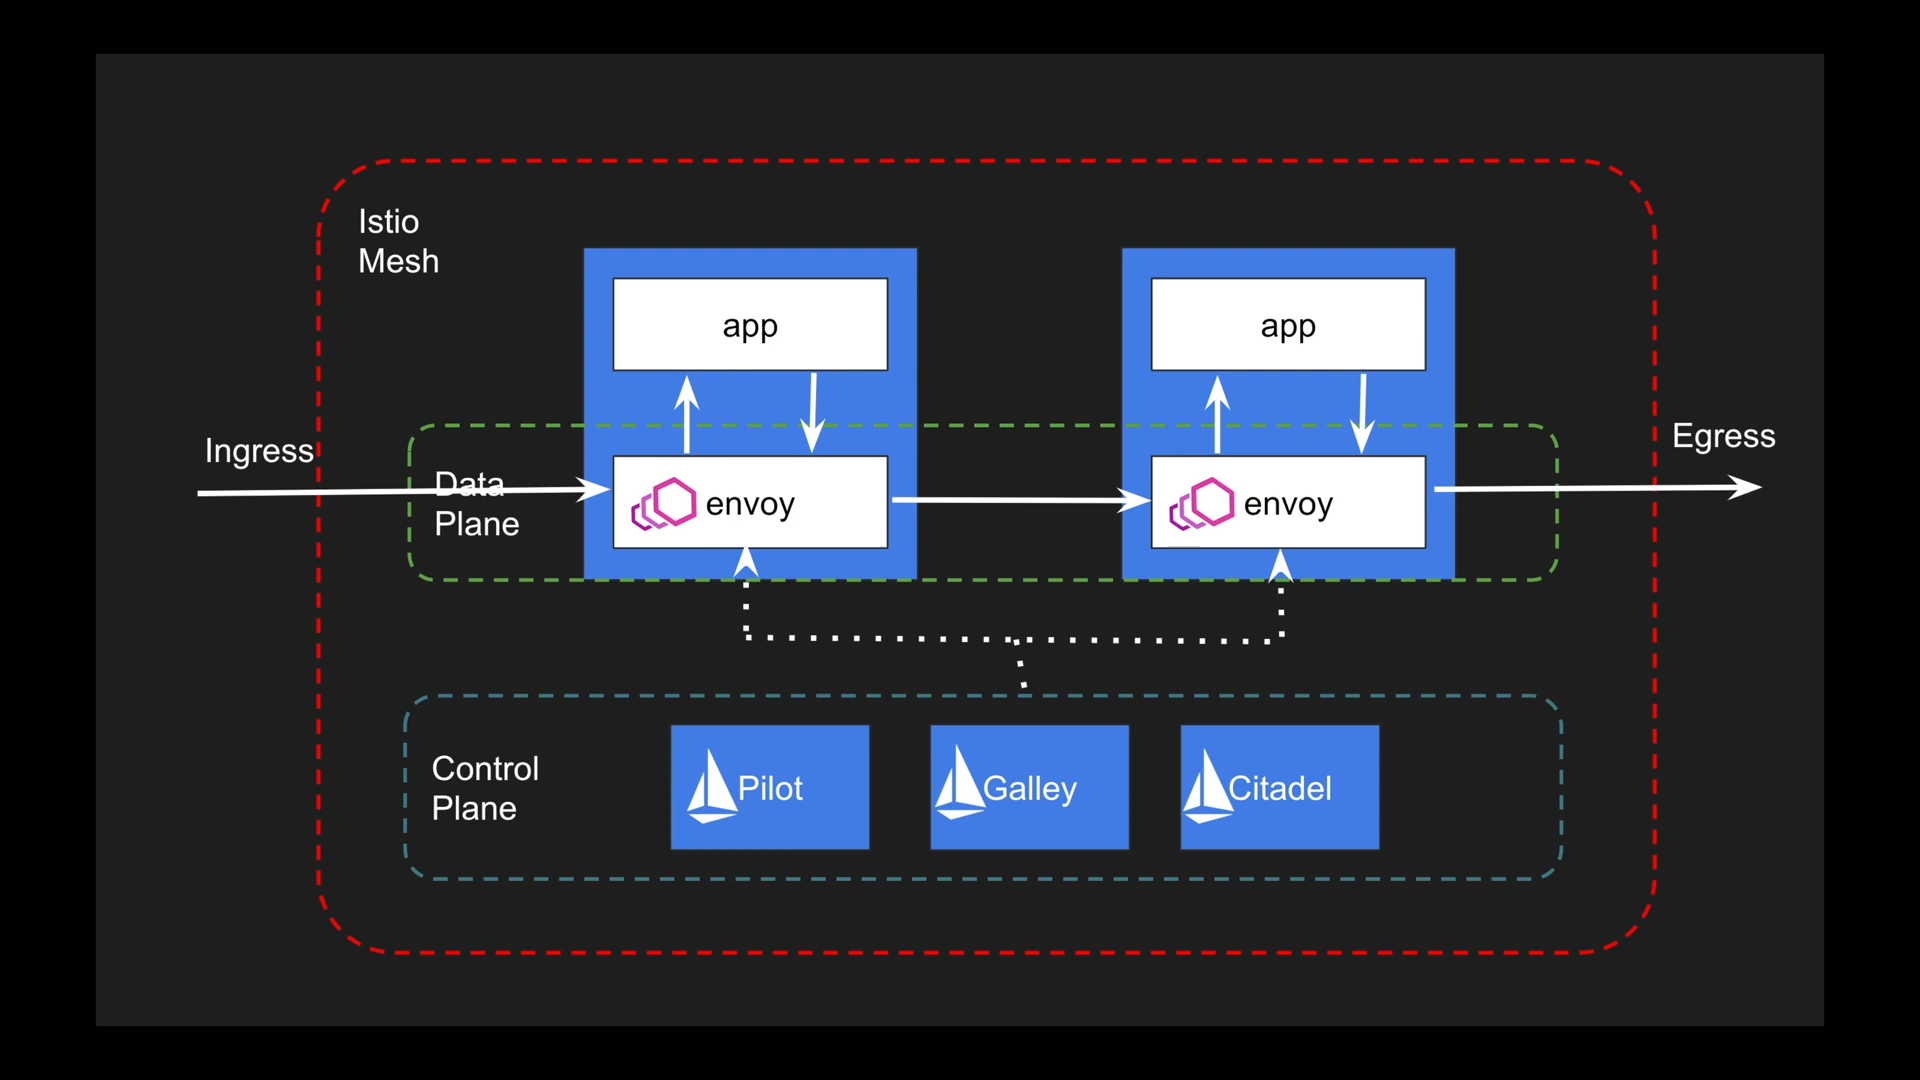 Istio
Mesh
app
app
Ingress
Egress
Data
Plane
envoy
envoy
Control
Plane
Pilot
Galley
Citadel